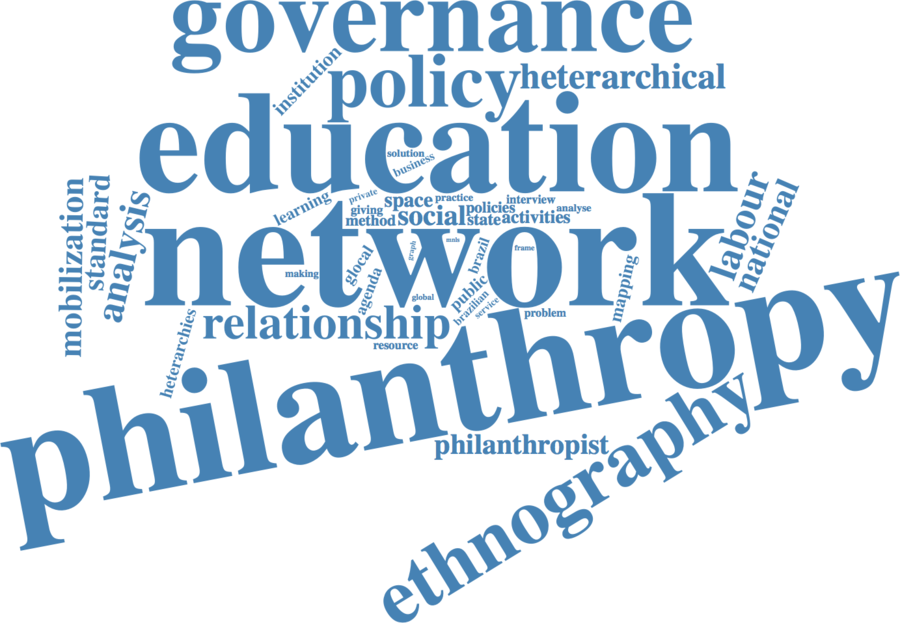 governance
institution
policy
heterarchical
education
solution
business
mobilization
standard
analysis
learning
private
space
practice
interview
giving
policies
analyse
method
social
state
activities
labour
national
network
making
glocal
agenda
graph
mnls
global
brazil
public
brazilian
service
frame
problem
mapping
relationship
resource
heterarchies
philanthropy
philanthropist
ethnography